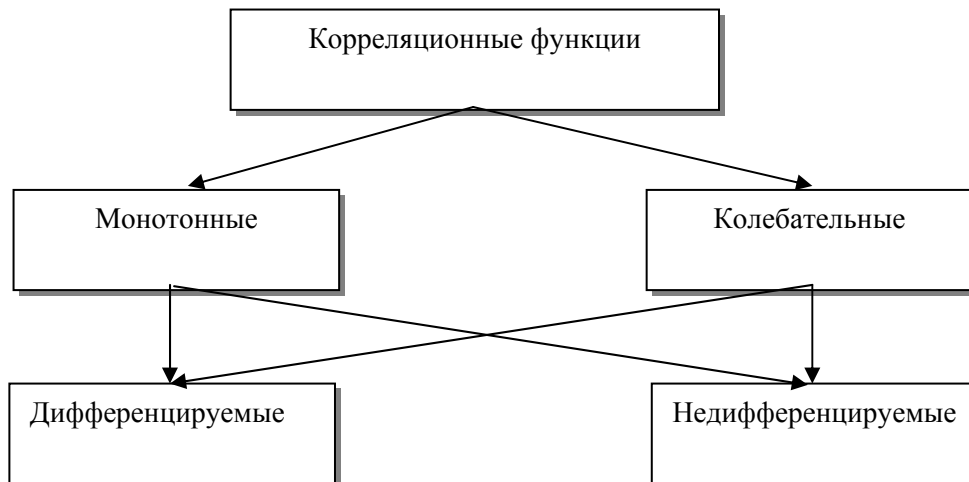 Корреляционные функции
Монотонные
Колебательные
Дифференцируемые
Недифференцируемые